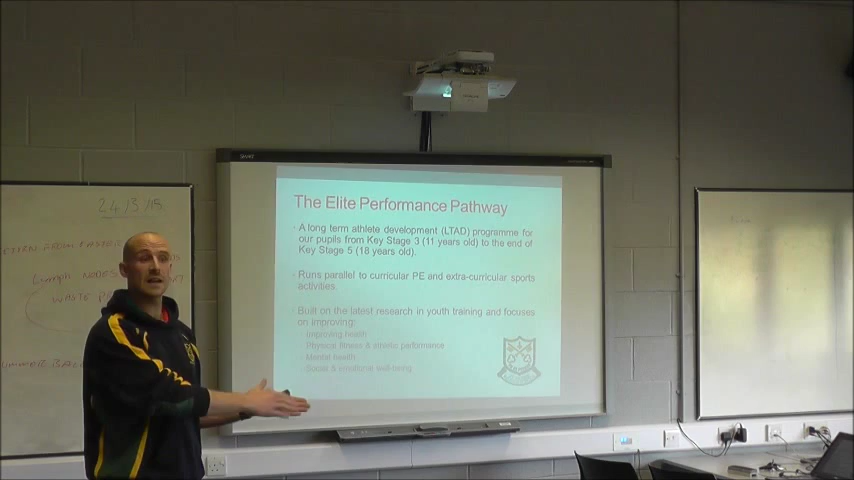 SMART
24/3/15
The Elite Performance Pathway
A long term athlete development (LTAD) programme for
our pupils from Key Stage 3 (11 years old) to the end of
Key Stage 5 (18 years old).
Runs parallel to curricular PE and extra-curricular sports
activities.
Built on the latest research in youth training and focuses
on improving:
Improving health
Physical fitness & athletic performance
Mental health
Social & emotional well-being
NODES
WASTE